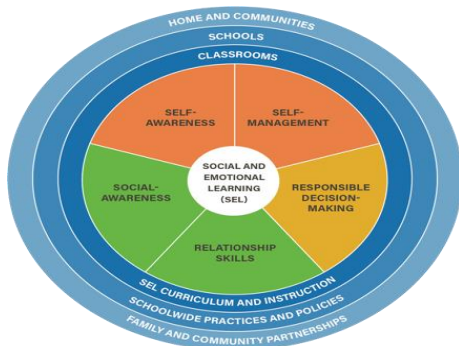 HOME AND COMMUNITIES
SCHOOLS
CLASSROOMS
SELF-
AWARENESS
SELF-
MANAGEMENT
SOCIAL AND
EMOTIONAL
LEARNING
(SEL)
SOCIAL-
AWARENESS
RESPONSIBLE
DECISION-
MAKING
RELATIONSHIP
SKILLS
SEL CURRICULUM AND INSTRUCTION
SCHOOLWIDE PRACTICES AND POLICIES
FAMILY AND COMMUNITY PARTNERSHIPS